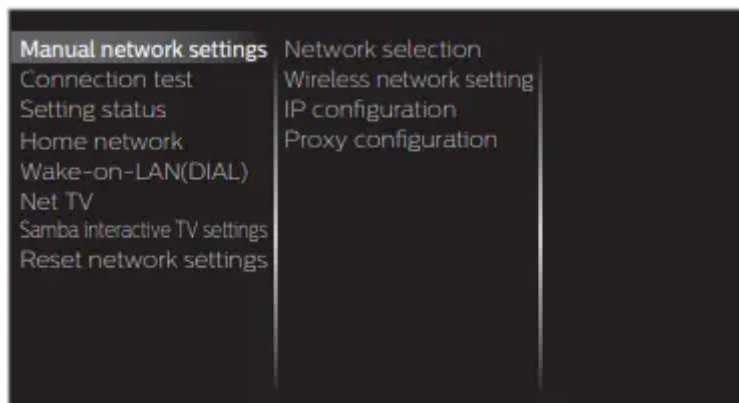 Manual network settings
Connection test
Setting status
Home network
Wake-on-LAN(DIAL)
Net TV
Samba interactive TV settings
Reset network settings
Network selection
Wireless network setting
IP configuration
Proxy configuration